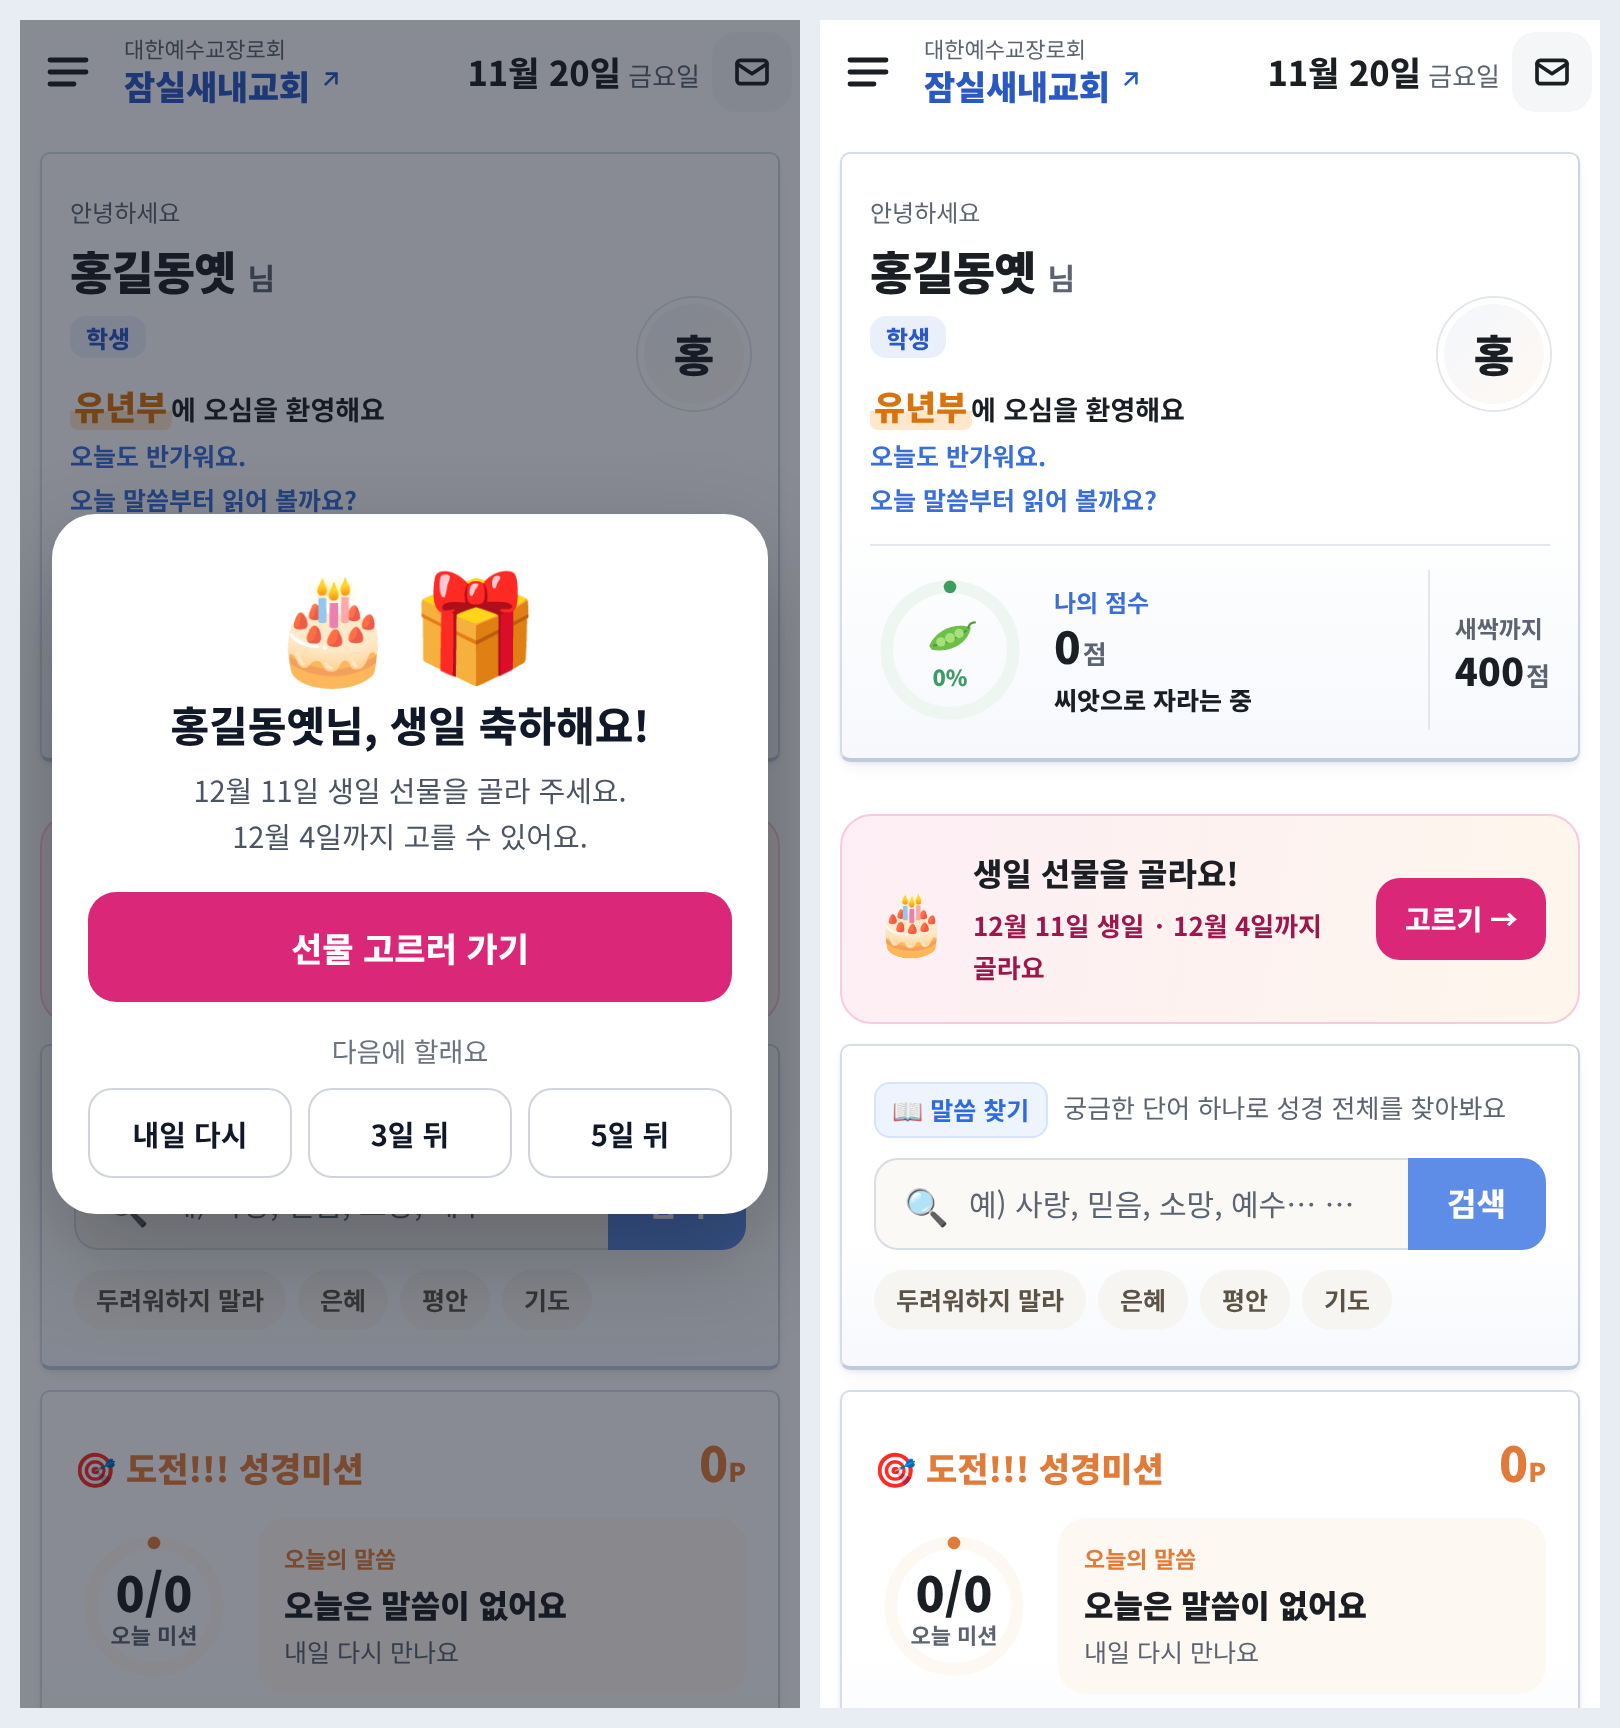 대한예수교장로회
잠실새내교회
11월 20일 금요일
안녕하세요
홍길동옛 님
학생
홍
유년부에 오심을 환영해요
오늘도 반가워요.
오늘 말씀부터 읽어 볼까요?
홍길동옛님, 생일 축하해요!
12월 11일 생일 선물을 골라 주세요.
12월 4일까지 고를 수 있어요.
선물 고르러 가기
다음에 할래요
내일 다시
3일 뒤
5일 뒤
두려워하지 말라
은혜
평안
기도
도전!!! 성경미션
0P
0/0
오늘 미션
오늘의 말씀
오늘은 말씀이 없어요
내일 다시 만나요
대한예수교장로회
잠실새내교회
11월 20일 금요일
안녕하세요
홍길동옛 님
학생
홍
유년부에 오심을 환영해요
오늘도 반가워요.
오늘 말씀부터 읽어 볼까요?
0%
나의 점수
0점
씨앗으로 자라는 중
새싹까지
400점
생일 선물을 골라요!
12월 11일 생일 · 12월 4일까지
골라요
고르기 →
말씀 찾기
궁금한 단어 하나로 성경 전체를 찾아봐요
예) 사랑, 믿음, 소망, 예수… …
검색
두려워하지 말라
은혜
평안
기도
도전!!! 성경미션
0P
0/0
오늘 미션
오늘의 말씀
오늘은 말씀이 없어요
내일 다시 만나요